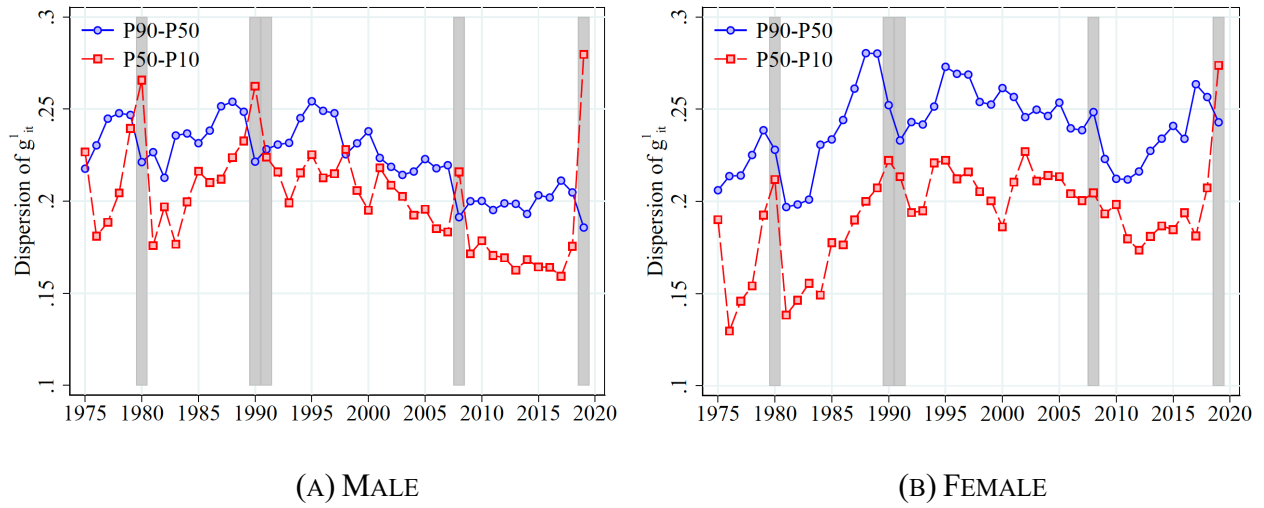 Dispersion of g¹ᵢₜ
.3
.25
.2
.15
.1
P90-P50
P50-P10
1975 1980 1985 1990 1995 2000 2005 2010 2015 2020
(A) MALE
Dispersion of g¹ᵢₜ
.3
.25
.2
.15
.1
P90-P50
P50-P10
1975 1980 1985 1990 1995 2000 2005 2010 2015 2020
(B) FEMALE